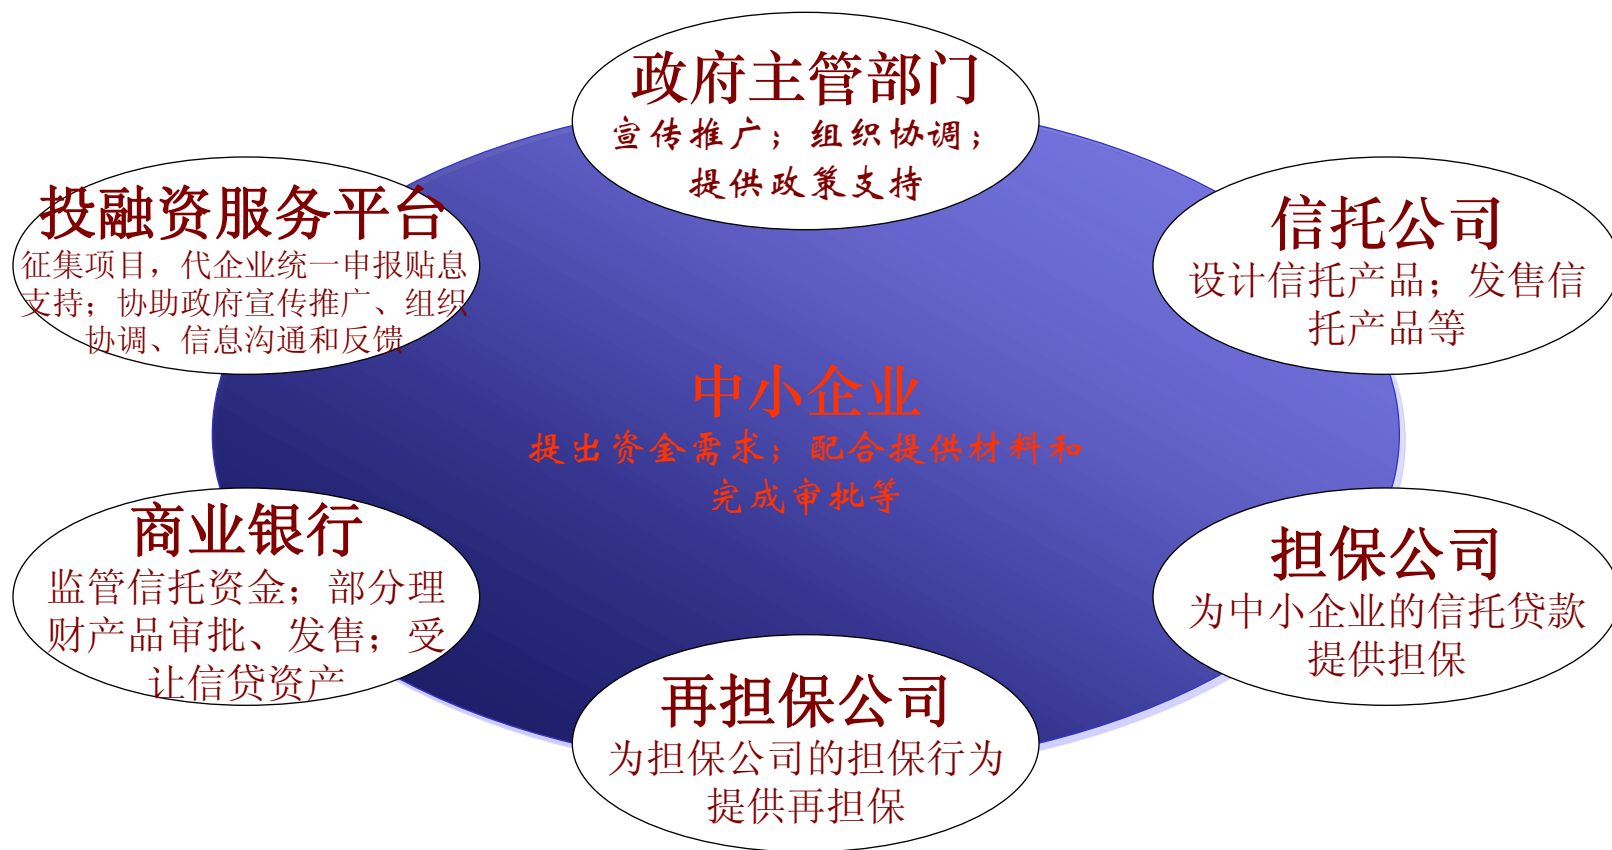 政府主管部门
宣传推广；组织协调；
提供政策支持
投融资服务平台
征集项目，代企业统一申报贴息
支持；协助政府宣传推广、组织
协调、信息沟通和反馈
信托公司
设计信托产品；发售信
托产品等
中小企业
提出资金需求；配合提供材料和
完成审批等
商业银行
监管信托资金；部分理
财产品审批、发售；受
让信贷资产
担保公司
为中小企业的信托贷款
提供担保
再担保公司
为担保公司的担保行为
提供再担保